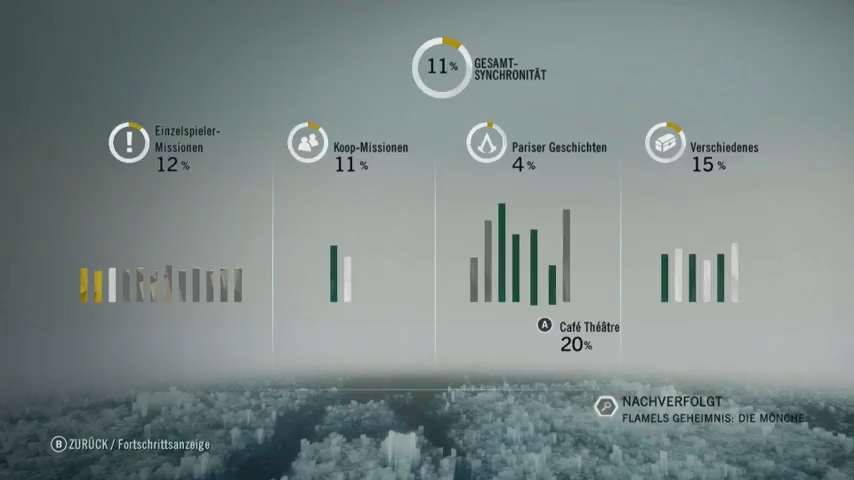 11%
GESAMT-
SYNCHRONITÄT
Einzelspieler-
Missionen
12%
Koop-Missionen
11%
Pariser Geschichten
4%
Verschiedenes
15%
A Café Théâtre
20%
NACHVERFOLGT
FLAMELS GEHEIMNIS: DIE MÖNCHE
B ZURÜCK / Fortschrittsanzeige